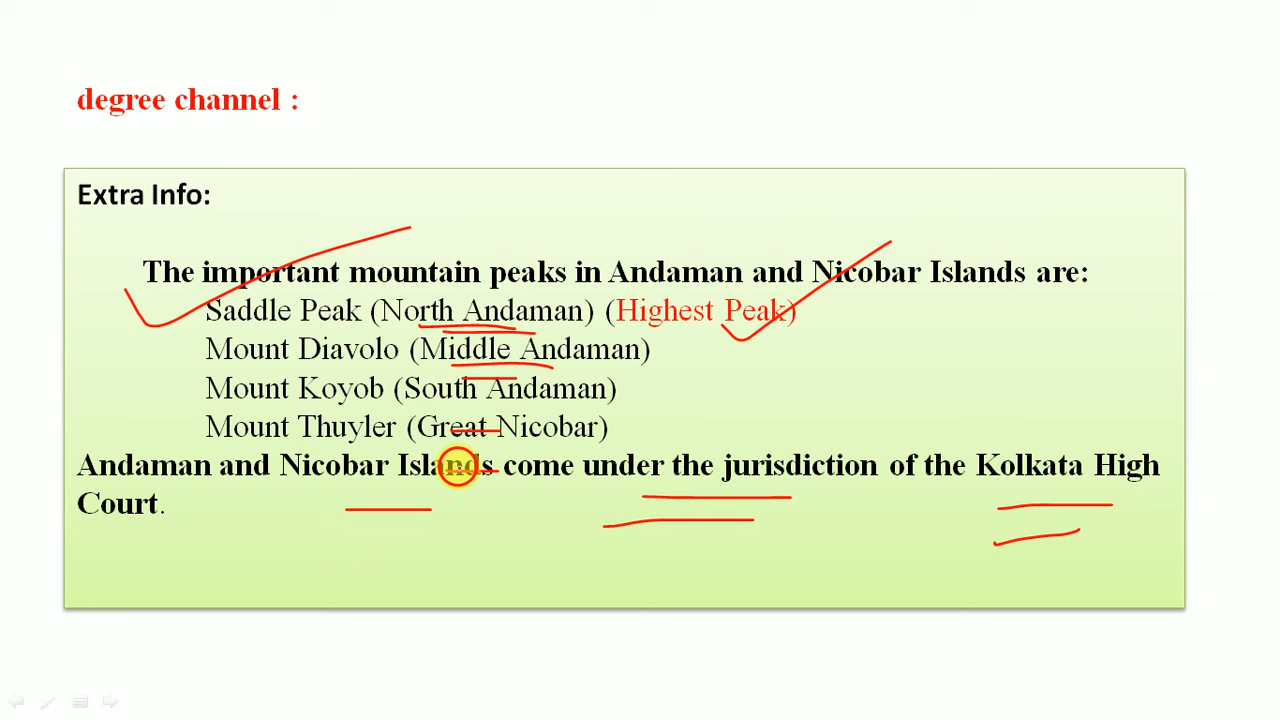 degree channel :
Extra Info:
The important mountain peaks in Andaman and Nicobar Islands are:
Saddle Peak (North Andaman) (Highest Peak)
Mount Diavolo (Middle Andaman)
Mount Koyob (South Andaman)
Mount Thuyler (Great Nicobar)
Andaman and Nicobar Islands come under the jurisdiction of the Kolkata High
Court.